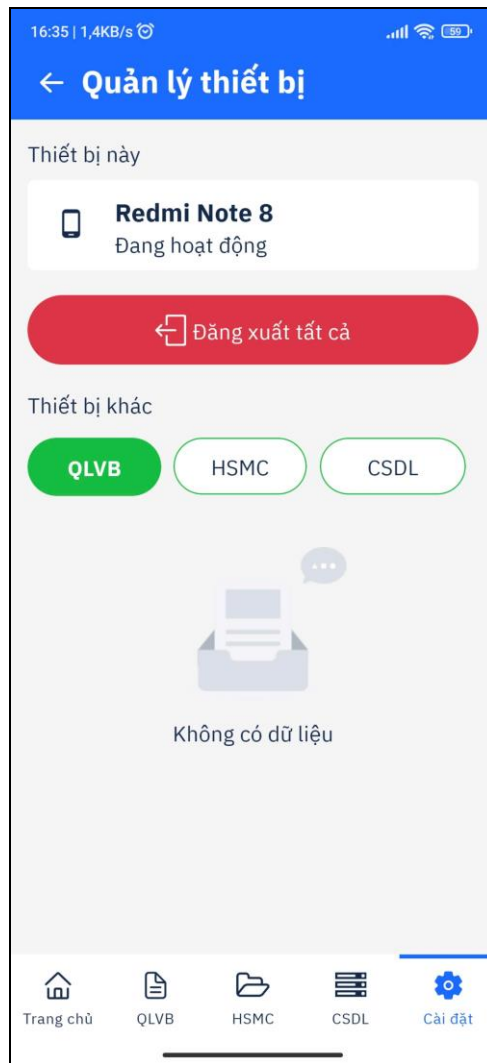 16:35 | 1,4KB/s
59
Quản lý thiết bị
Thiết bị này
Redmi Note 8
Đang hoạt động
Đăng xuất tất cả
Thiết bị khác
QLVB HSMC CSDL
Không có dữ liệu
Trang chủ QLVB HSMC CSDL Cài đặt